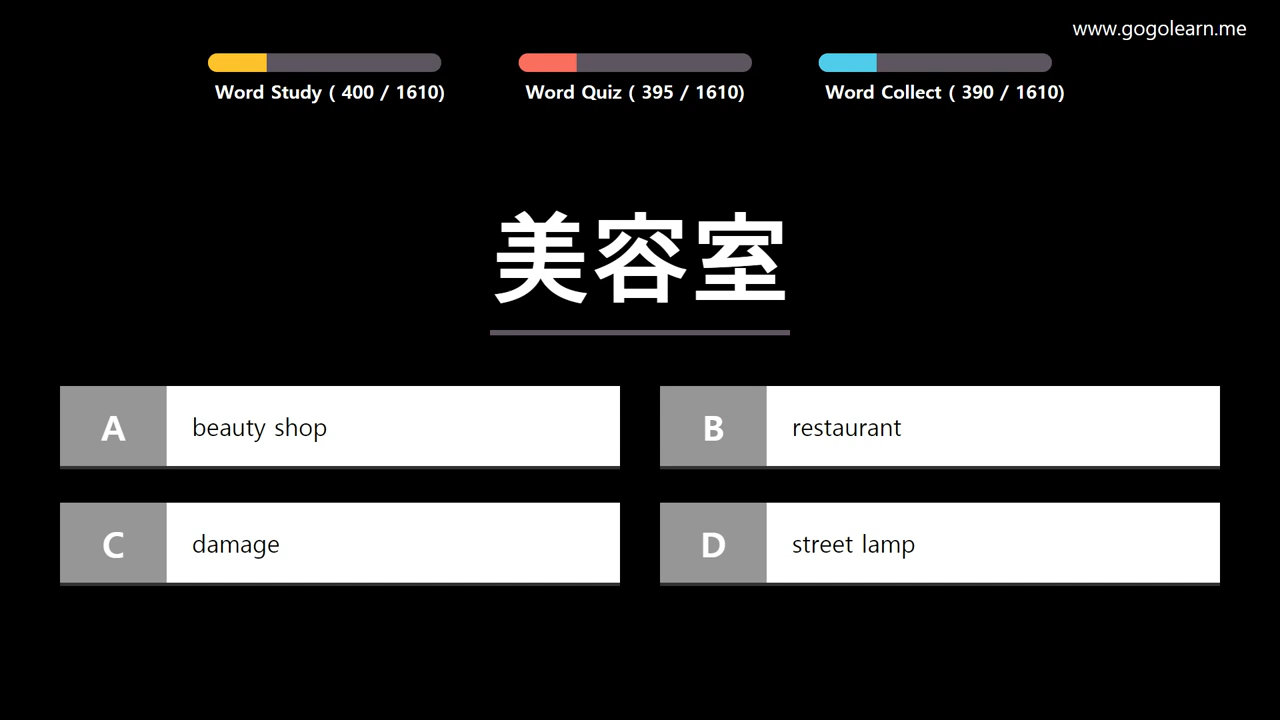 www.gogolearn.me
Word Study ( 400 / 1610)
Word Quiz ( 395 / 1610)
Word Collect ( 390 / 1610)
美容室
A beauty shop
B restaurant
C damage
D street lamp